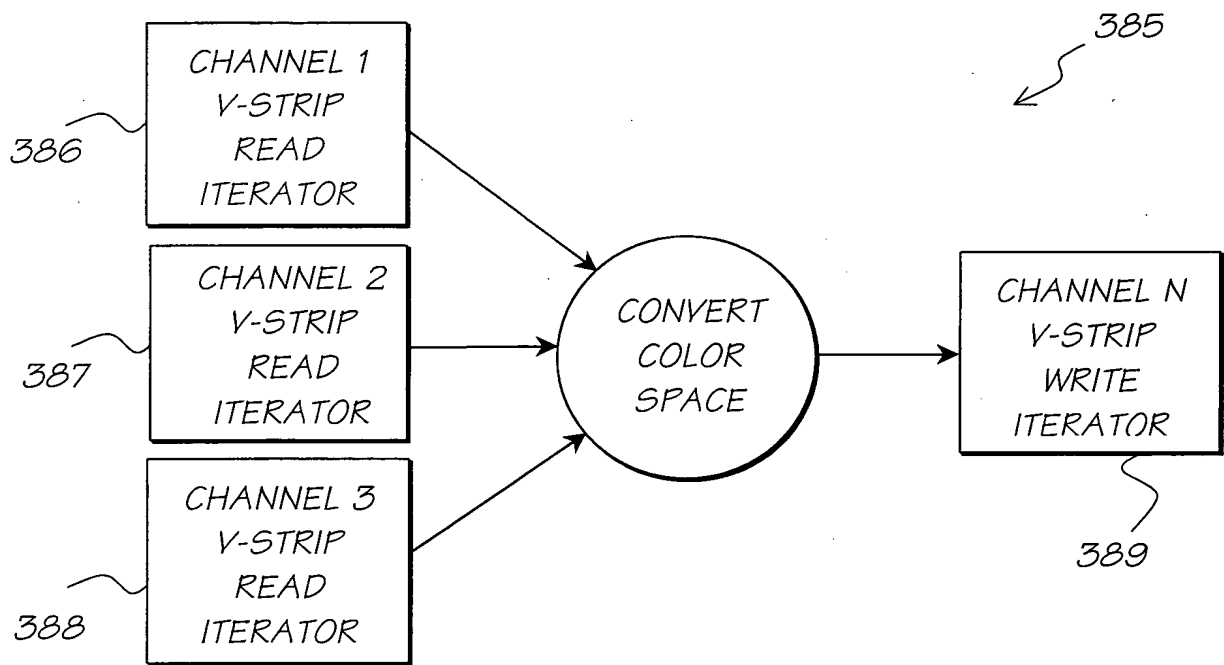 385
CHANNEL 1
V-STRIP
READ
ITERATOR
386
CHANNEL 2
V-STRIP
READ
ITERATOR
387
CHANNEL 3
V-STRIP
READ
ITERATOR
388
CONVERT
COLOR
SPACE
CHANNEL N
V-STRIP
WRITE
ITERATOR
389